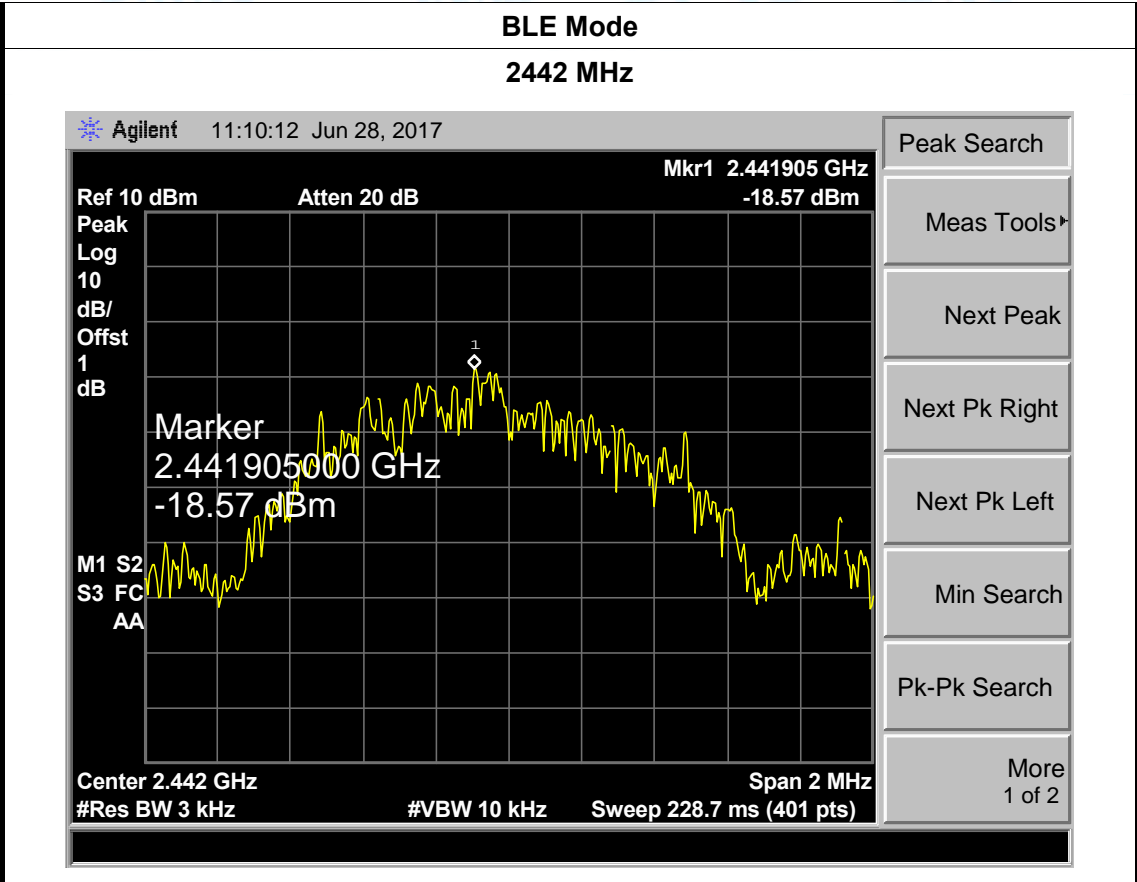 BLE Mode
2442 MHz
Agilent 11:10:12 Jun 28, 2017
Mkr1 2.441905 GHz
Ref 10 dBm Atten 20 dB -18.57 dBm
Peak
Log
10
dB/
Offst
1
dB
1
Marker
2.441905000 GHz
-18.57 dBm
M1 S2
S3 FC
AA
Center 2.442 GHz Span 2 MHz
#Res BW 3 kHz #VBW 10 kHz Sweep 228.7 ms (401 pts)
Peak Search
Meas Tools
Next Peak
Next Pk Right
Next Pk Left
Min Search
Pk-Pk Search
More
1 of 2